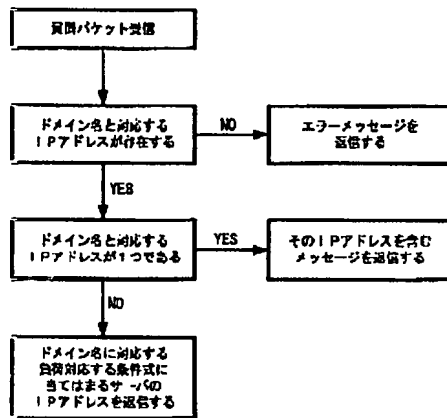 質問パケット受信
ドメイン名と対応する
IPアドレスが存在する
NO
エラーメッセージを
返信する
YES
ドメイン名と対応する
IPアドレスが1つである
YES
そのIPアドレスを含む
メッセージを返信する
NO
ドメイン名に対応する
負荷対応する条件式に
当てはまるサーバの
IPアドレスを返信する